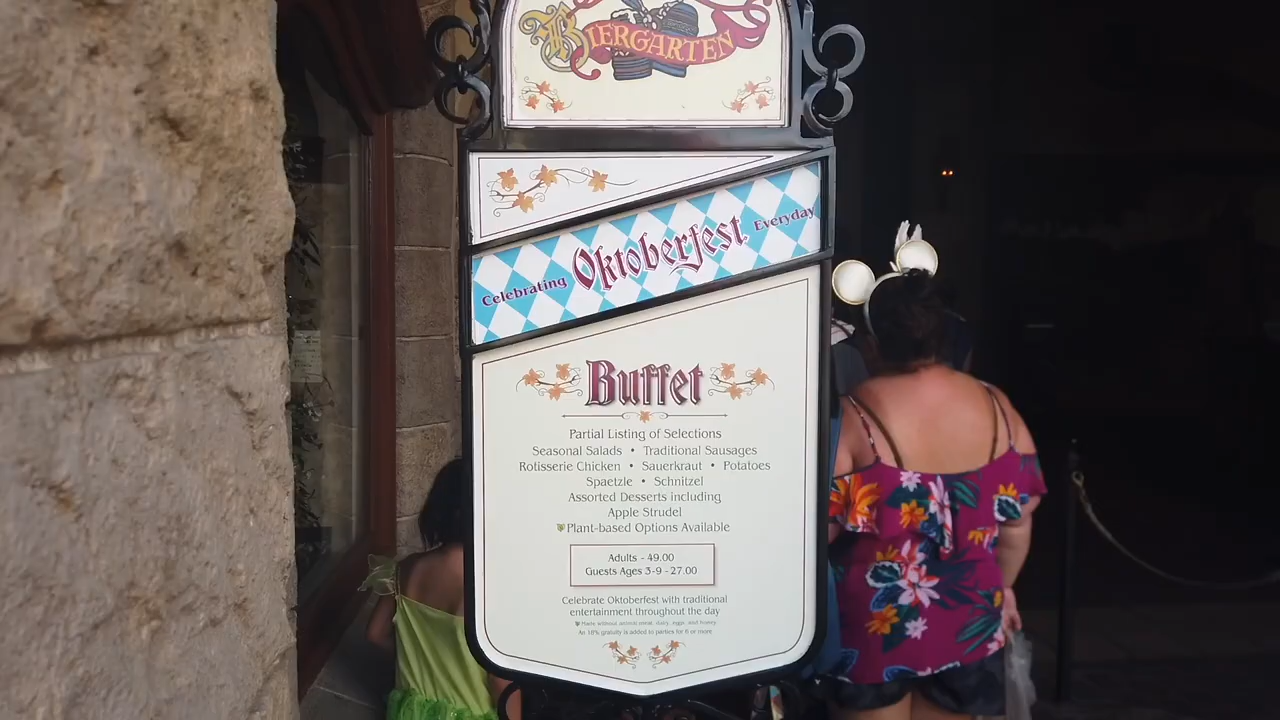 BIERGARTEN
Celebrating Oktoberfest Everyday
Buffet
Partial Listing of Selections
Seasonal Salads • Traditional Sausages
Rotisserie Chicken • Sauerkraut • Potatoes
Spaetzle • Schnitzel
Assorted Desserts including
Apple Strudel
Plant-based Options Available
Adults - 49.00
Guests Ages 3-9 - 27.00
Celebrate Oktoberfest with traditional
entertainment throughout the day
Made without animal meat, dairy, eggs, and honey
An 18% gratuity is added to parties for 6 or more